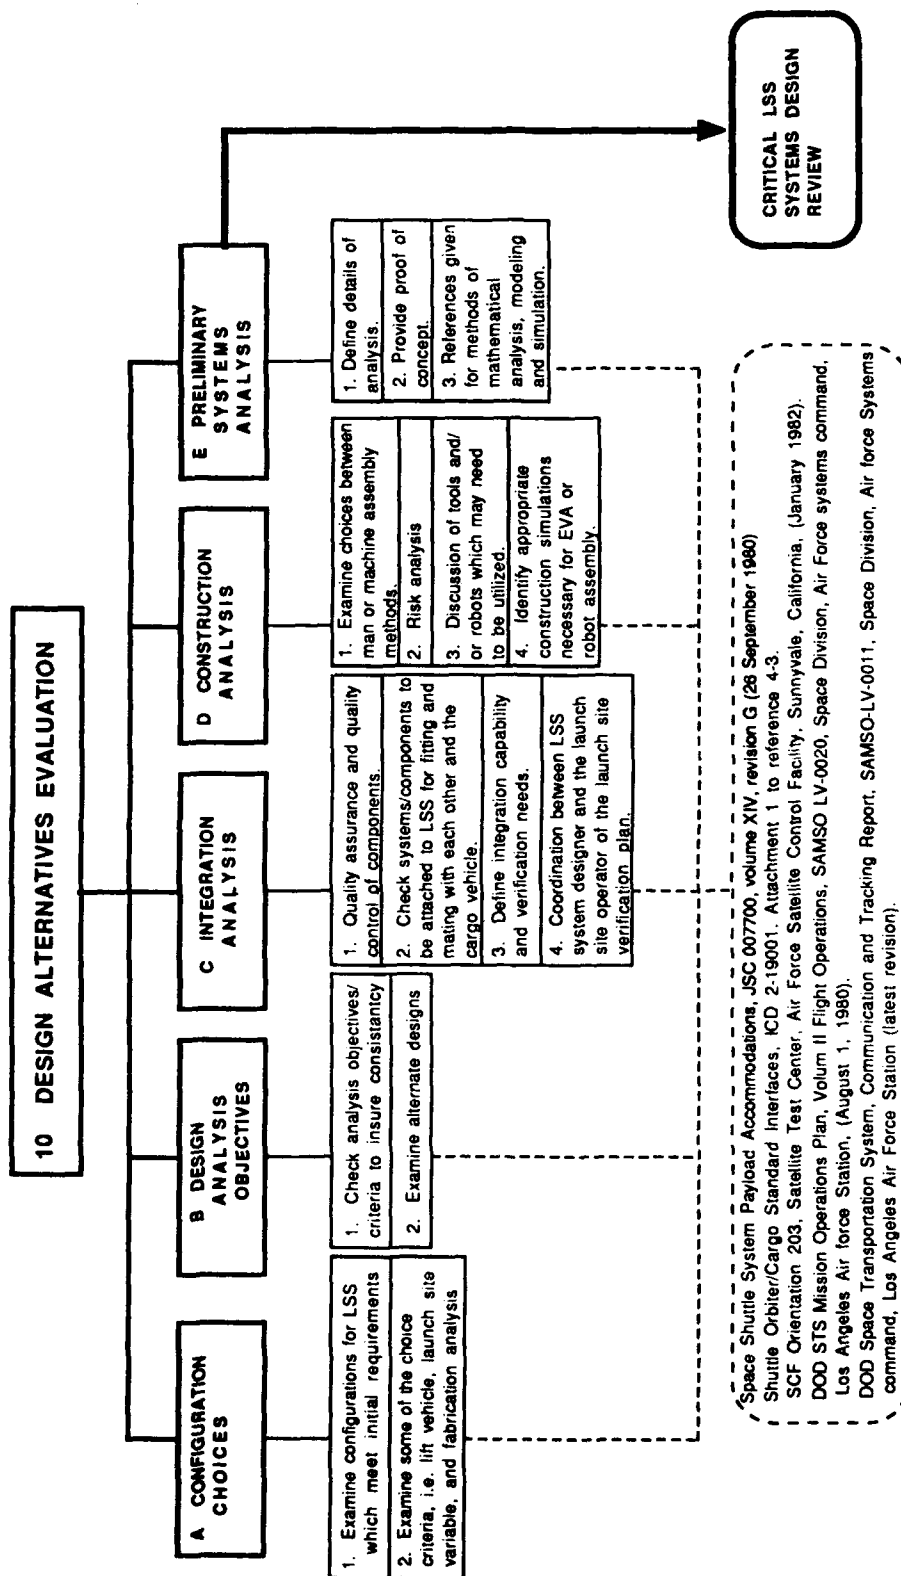 10 DESIGN ALTERNATIVES EVALUATION
A CONFIGURATION
CHOICES
1. Examine configurations for LSS
which meet initial requirements
2. Examine some of the choice
criteria, i.e. lift vehicle, launch site
variable, and fabrication analysis
B DESIGN
ANALYSIS
OBJECTIVES
1. Check analysis objectives/
criteria to insure consistantcy
2. Examine alternate designs
C INTEGRATION
ANALYSIS
1. Quality assurance and quality
control of components.
2. Check systems/components to
be attached to LSS for fitting and
mating with each other and the
cargo vehicle.
3. Define integration capability
and verification needs.
4. Coordination between LSS
system designer and the launch
site operator of the launch site
verification plan.
D CONSTRUCTION
ANALYSIS
1. Examine choices between
man or machine assembly
methods.
2. Risk analysis
3. Discussion of tools and/
or robots which may need
to be utilized.
4. Identify appropriate
construction simulations
necessary for EVA or
robot assembly.
E PRELIMINARY
SYSTEMS
ANALYSIS
1. Define details of
analysis.
2. Provide proof of
concept.
3. References given
for methods of
mathematical
analysis, modeling
and simulation.
CRITICAL LSS
SYSTEMS DESIGN
REVIEW
Space Shuttle System Payload Accommodations, JSC 007700, volume XIV, revision G (26 September 1980)
Shuttle Orbiter/Cargo Standard Interfaces, ICD 2-19001. Attachment 1 to reference 4-3.
SCF Orientation 203, Satellite Test Center, Air Force Satellite Control Facility, Sunnyvale, California, (January 1982).
DOD STS Mission Operations Plan, Volum II Flight Operations, SAMSO LV-0020, Space Division, Air Force systems command,
Los Angeles Air force Station, (August 1, 1980).
DOD Space Transportation System, Communication and Tracking Report, SAMSO-LV-0011, Space Division, Air force Systems
command, Los Angeles Air Force Station (latest revision).